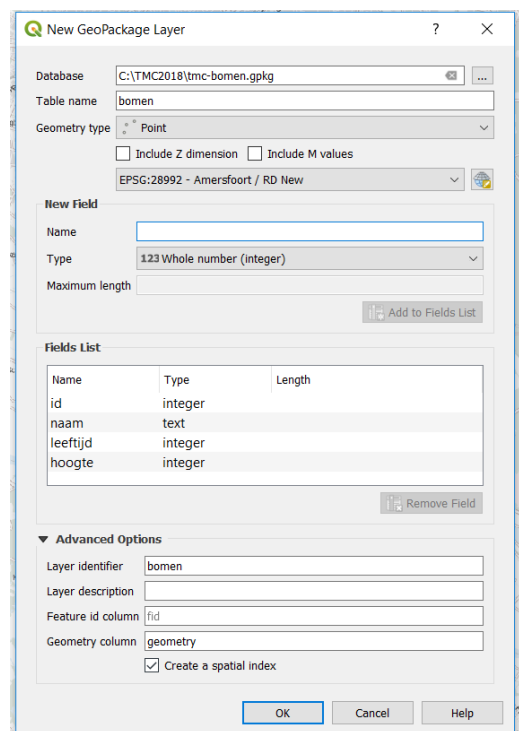 New GeoPackage Layer ? ×
Database C:\TMC2018\tmc-bomen.gpkg ...
Table name bomen
Geometry type Point
Include Z dimension Include M values
EPSG:28992 - Amersfoort / RD New
New Field
Name
Type 123 Whole number (integer)
Maximum length
Add to Fields List
Fields List
Name Type Length
id integer
naam text
leeftijd integer
hoogte integer
Remove Field
Advanced Options
Layer identifier bomen
Layer description
Feature id column fid
Geometry column geometry
Create a spatial index
OK Cancel Help